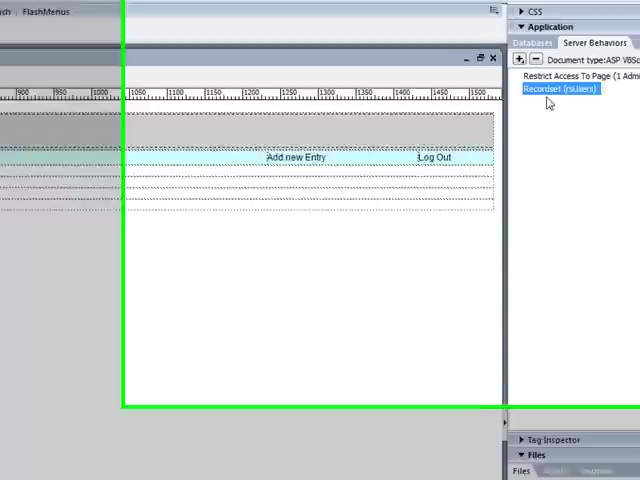 FlashMenus
CSS
Application
Databases Server Behaviors
Document type:ASP VBSc
Restrict Access To Page (1 Admi
Recordset (rsUsers)
900 950 1000 1050 1100 1150 1200 1250 1300 1350 1400 1450 1500
Add new Entry Log Out
Tag Inspector
Files
Files